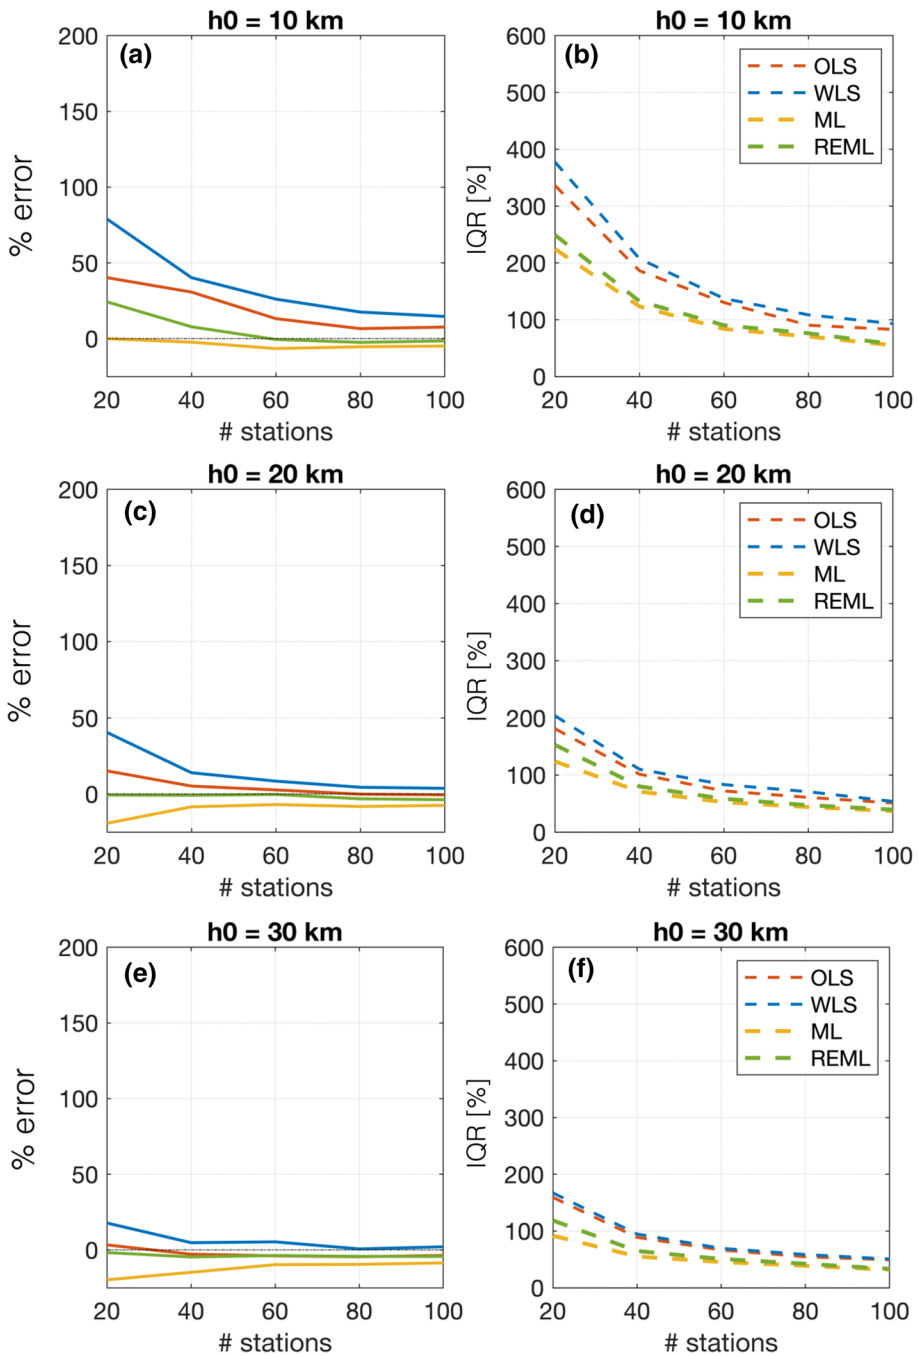 h0 = 10 km
(a)
200
150
100
50
0
% error
20 40 60 80 100
# stations
h0 = 10 km
(b)
600
500
400
300
200
100
0
IQR [%]
OLS
WLS
ML
REML
20 40 60 80 100
# stations
h0 = 20 km
(c)
200
150
100
50
0
% error
20 40 60 80 100
# stations
h0 = 20 km
(d)
600
500
400
300
200
100
0
IQR [%]
OLS
WLS
ML
REML
20 40 60 80 100
# stations
h0 = 30 km
(e)
200
150
100
50
0
% error
20 40 60 80 100
# stations
h0 = 30 km
(f)
600
500
400
300
200
100
0
IQR [%]
OLS
WLS
ML
REML
20 40 60 80 100
# stations